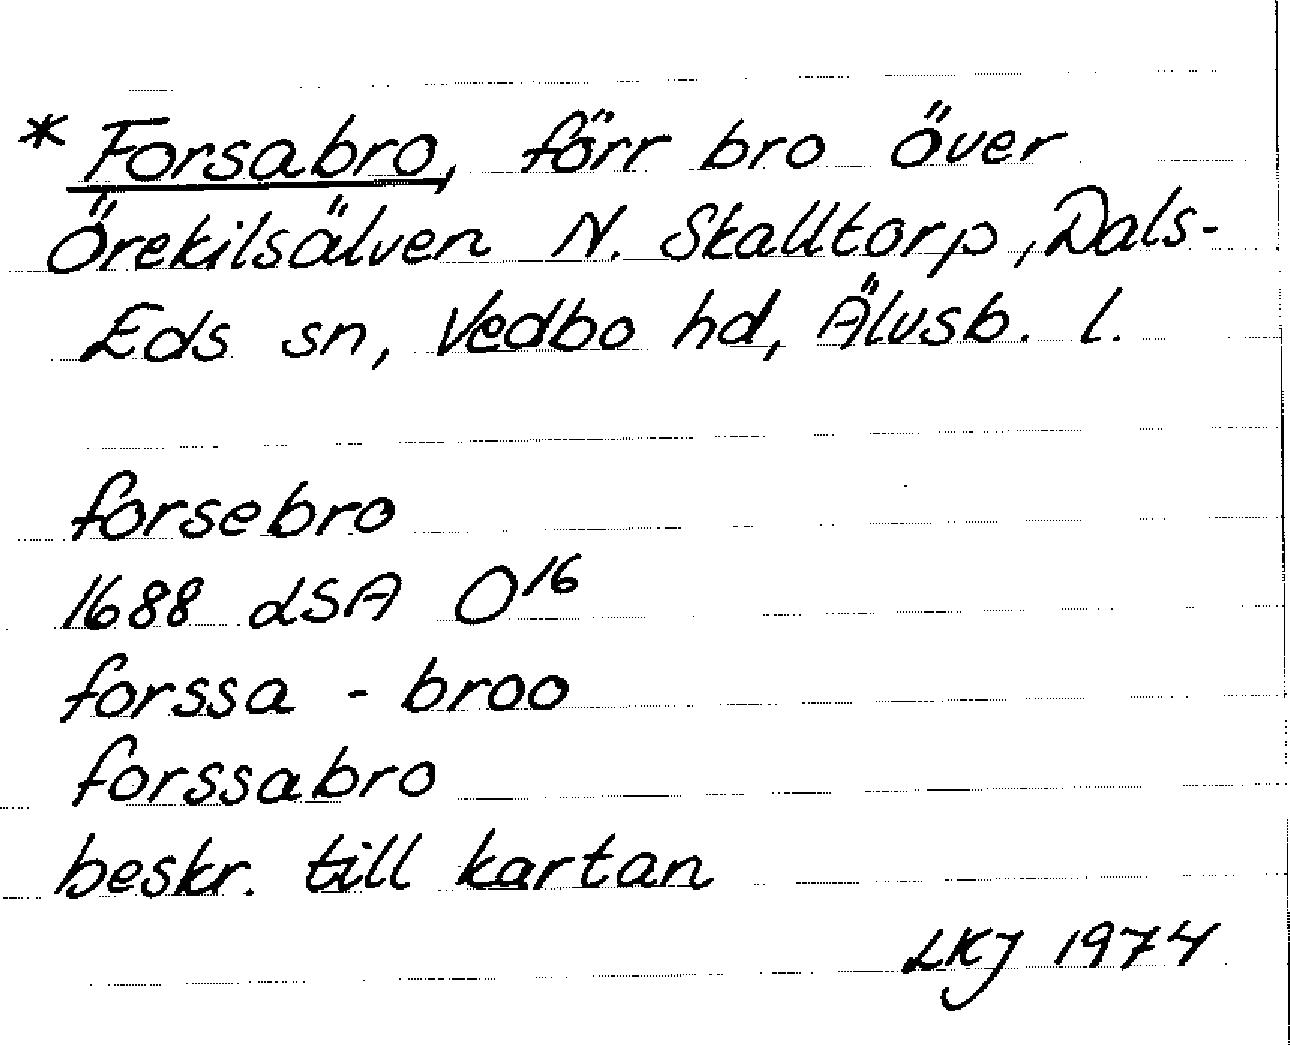 * Forsabro, förr bro över
Örekilsälven N. Skalltorp, Dals-
Eds sn, Vedbo hd, Älvsb. l.
forsebro
1688 LSA O16
forssa - broo
forssabro
beskr. till kartan
LKJ 1974